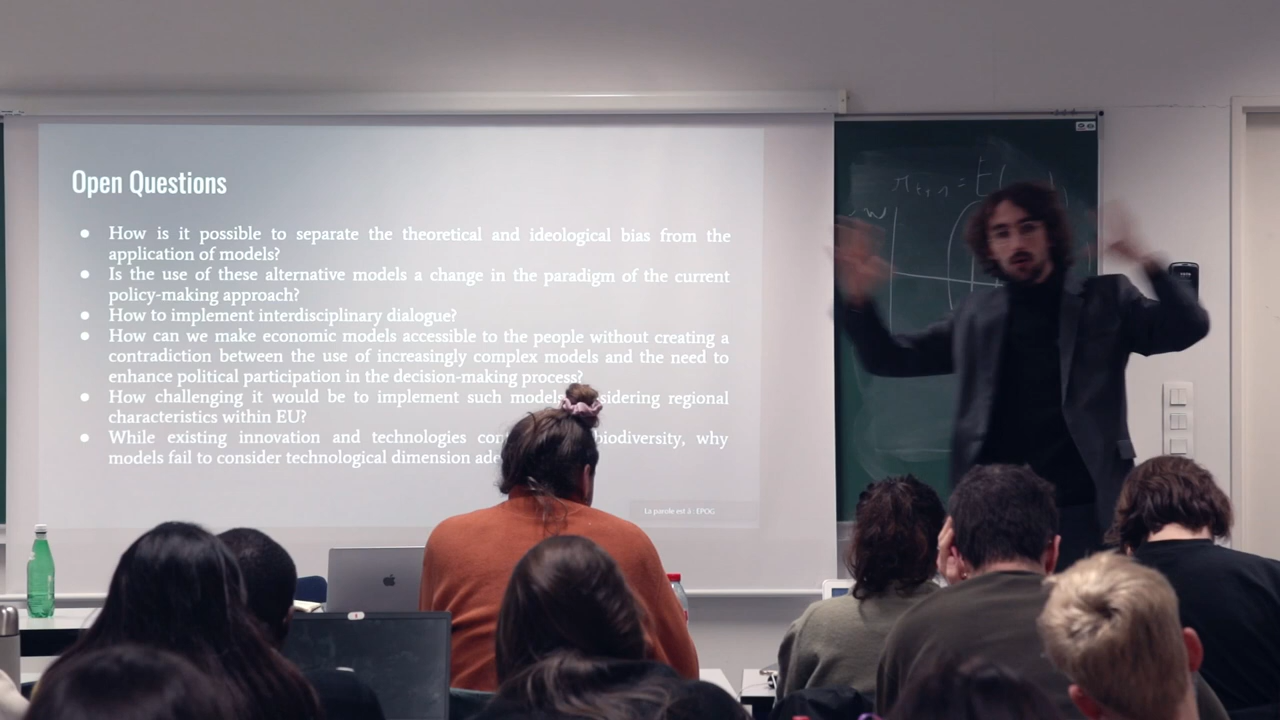 Open Questions
● How is it possible to separate the theoretical and ideological bias from the
application of models?
● Is the use of these alternative models a change in the paradigm of the current
policy-making approach?
● How to implement interdisciplinary dialogue?
● How can we make economic models accessible to the people without creating a
contradiction between the use of increasingly complex models and the need to
enhance political participation in the decision-making process?
● How challenging it would be to implement such models regional
characteristics within EU?
● While existing innovation and technologies biodiversity, why
models fail to consider technological dimension
La parole est à : EPOG